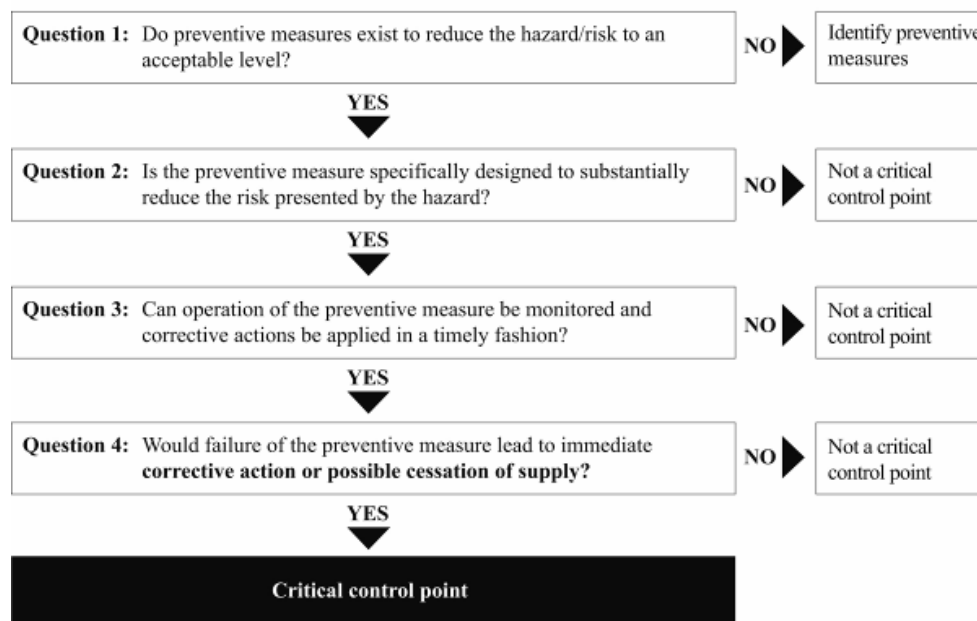 Question 1: Do preventive measures exist to reduce the hazard/risk to an
acceptable level?
NO
Identify preventive
measures
YES
Question 2: Is the preventive measure specifically designed to substantially
reduce the risk presented by the hazard?
NO
Not a critical
control point
YES
Question 3: Can operation of the preventive measure be monitored and
corrective actions be applied in a timely fashion?
NO
Not a critical
control point
YES
Question 4: Would failure of the preventive measure lead to immediate
corrective action or possible cessation of supply?
NO
Not a critical
control point
YES
Critical control point